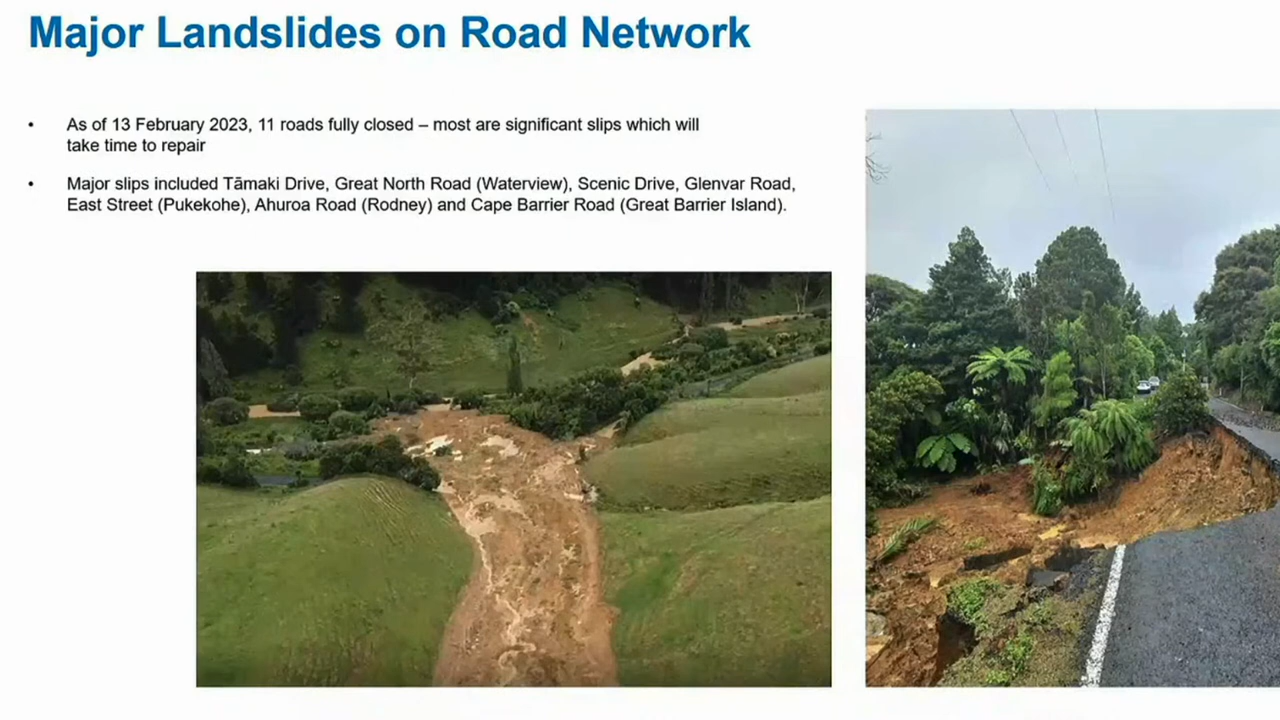 Major Landslides on Road Network
• As of 13 February 2023, 11 roads fully closed – most are significant slips which will
take time to repair
• Major slips included Tāmaki Drive, Great North Road (Waterview), Scenic Drive, Glenvar Road,
East Street (Pukekohe), Ahuroa Road (Rodney) and Cape Barrier Road (Great Barrier Island).